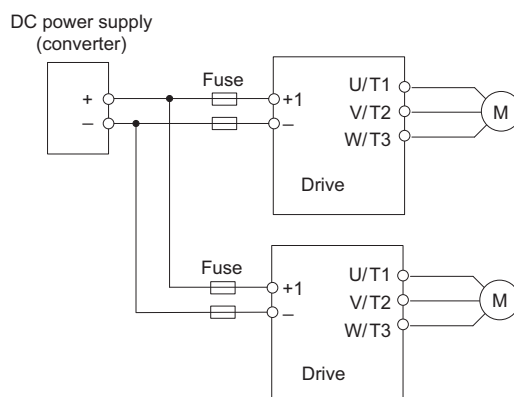 DC power supply
(converter)
+
–
Fuse
+1
–
U/T1
V/T2
W/T3
M
Drive
Fuse
+1
–
U/T1
V/T2
W/T3
M
Drive